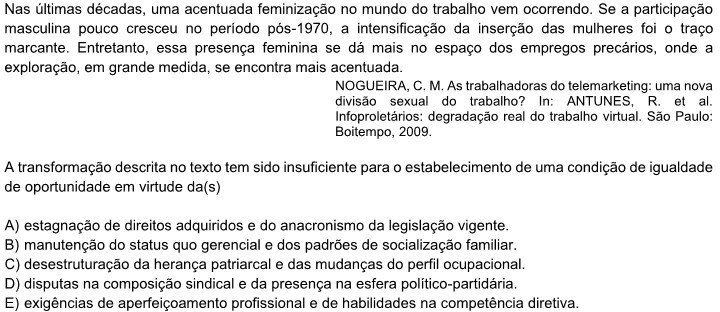 Nas últimas décadas, uma acentuada feminização no mundo do trabalho vem ocorrendo. Se a participação
masculina pouco cresceu no período pós-1970, a intensificação da inserção das mulheres foi o traço
marcante. Entretanto, essa presença feminina se dá mais no espaço dos empregos precários, onde a
exploração, em grande medida, se encontra mais acentuada.
NOGUEIRA, C. M. As trabalhadoras do telemarketing: uma nova
divisão sexual do trabalho? In: ANTUNES, R. et al.
Infoproletários: degradação real do trabalho virtual. São Paulo:
Boitempo, 2009.
A transformação descrita no texto tem sido insuficiente para o estabelecimento de uma condição de igualdade
de oportunidade em virtude da(s)
A) estagnação de direitos adquiridos e do anacronismo da legislação vigente.
B) manutenção do status quo gerencial e dos padrões de socialização familiar.
C) desestruturação da herança patriarcal e das mudanças do perfil ocupacional.
D) disputas na composição sindical e da presença na esfera político-partidária.
E) exigências de aperfeiçoamento profissional e de habilidades na competência diretiva.